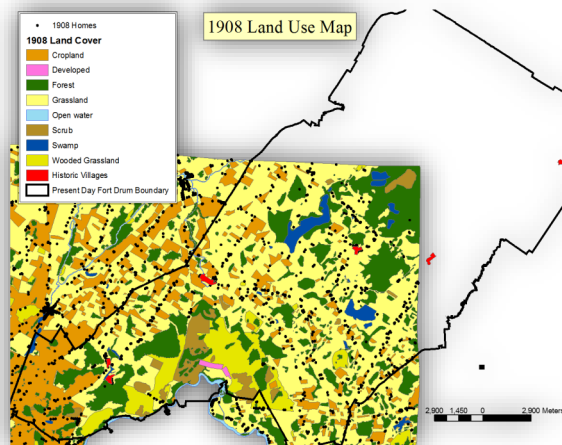 1908 Land Use Map
1908 Homes
1908 Land Cover
Cropland
Developed
Forest
Grassland
Open water
Scrub
Swamp
Wooded Grassland
Historic Villages
Present Day Fort Drum Boundary
2,900 1,450 0 2,900 Meters